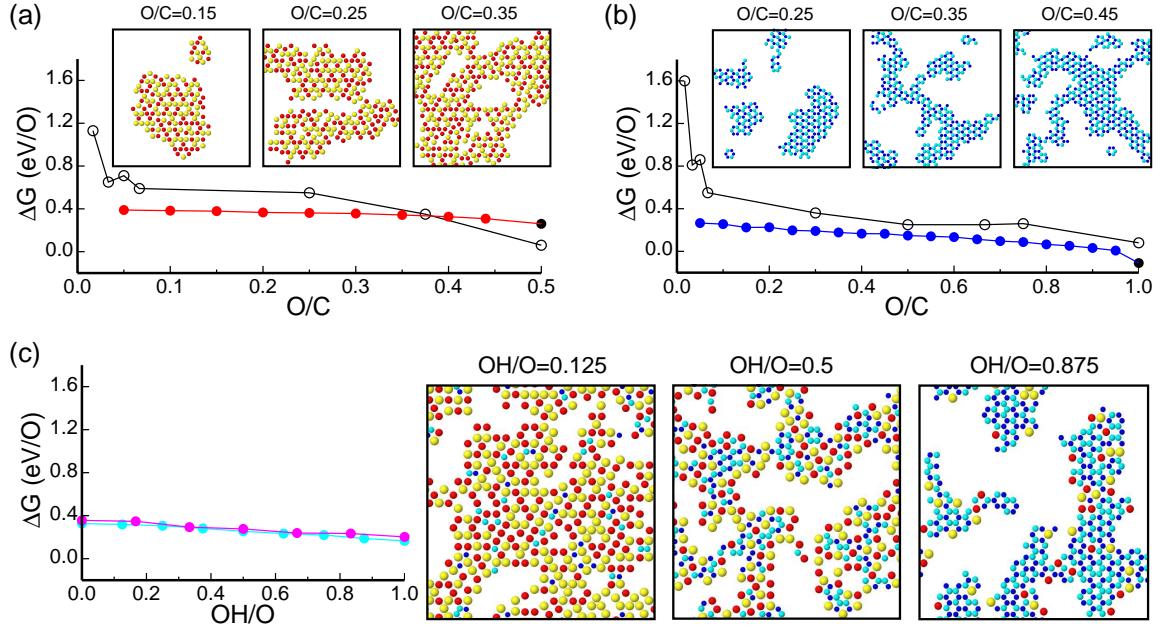 (a)
O/C=0.15 O/C=0.25 O/C=0.35
ΔG (eV/O)
1.6
1.2
0.8
0.4
0.0
0.0 0.1 0.2 0.3 0.4 0.5
O/C
(b)
O/C=0.25 O/C=0.35 O/C=0.45
ΔG (eV/O)
1.6
1.2
0.8
0.4
0.0
0.0 0.2 0.4 0.6 0.8 1.0
O/C
(c)
ΔG (eV/O)
1.6
1.2
0.8
0.4
0.0
0.0 0.2 0.4 0.6 0.8 1.0
OH/O
OH/O=0.125 OH/O=0.5 OH/O=0.875